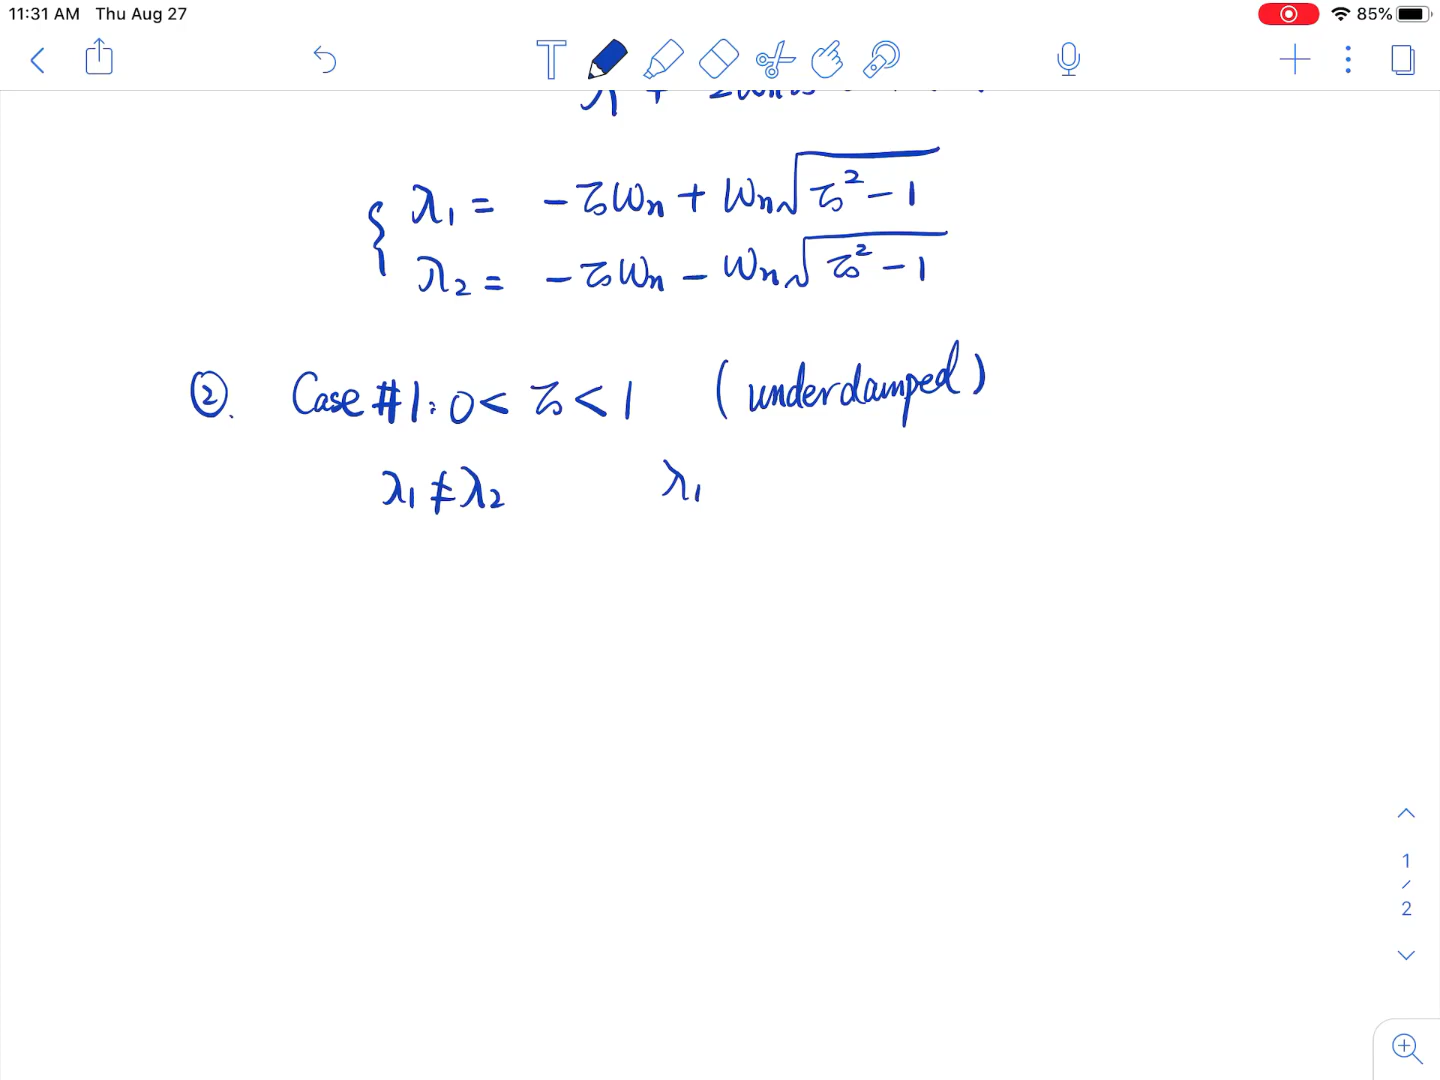 11:31 AM Thu Aug 27 85%
T
λ₁ = -ζωₙ + ωₙ√(ζ² - 1)
λ₂ = -ζωₙ - ωₙ√(ζ² - 1)
②. Case #1: 0 < ζ < 1 (underdamped)
λ₁ ≠ λ₂ λ₁
1
/
2